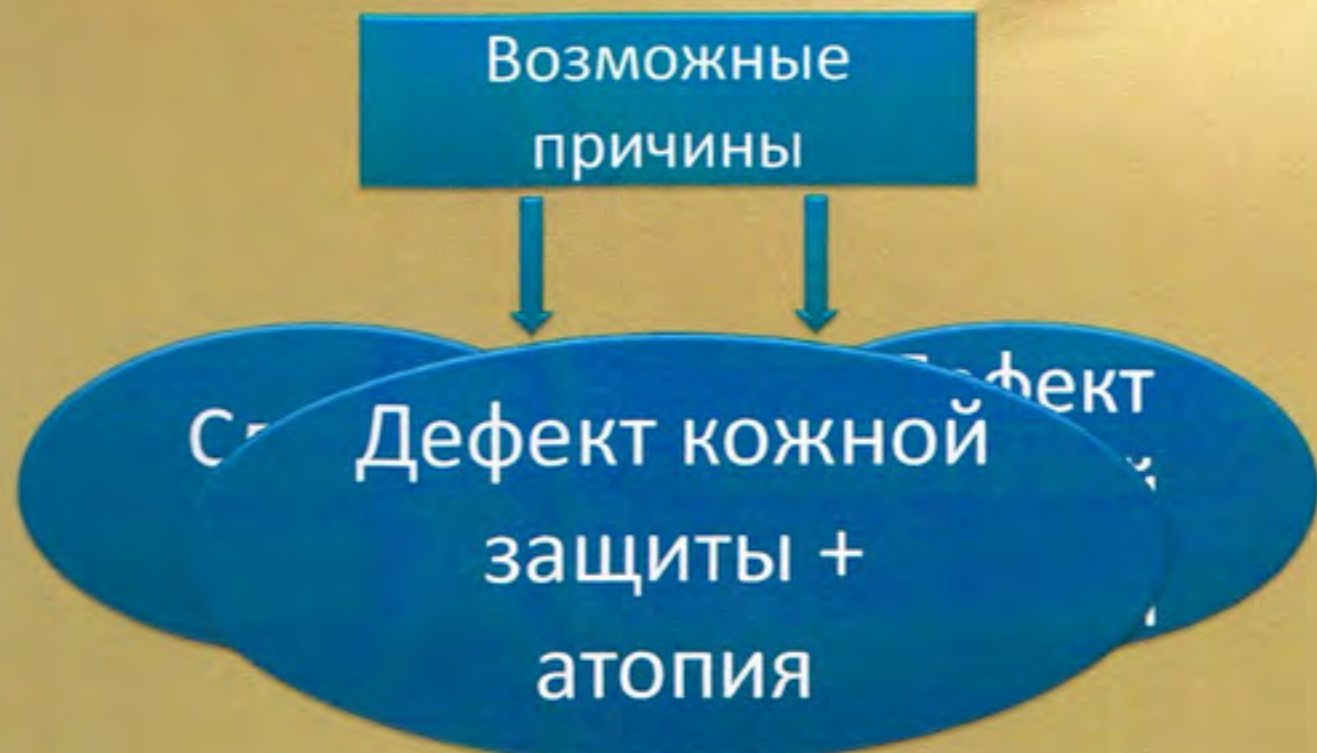 Возможные
причины
Дефект кожной
защиты +
атопия